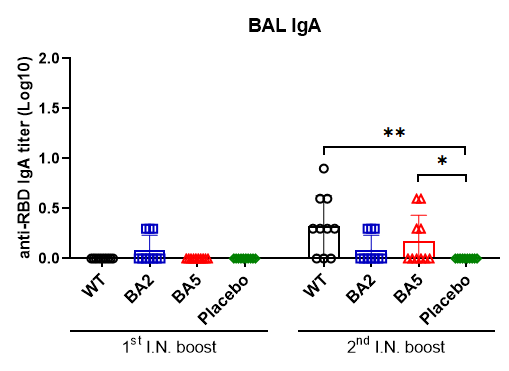 BAL IgA
anti-RBD IgA titer (Log10)
2.0
1.5
1.0
0.5
0.0
**
*
WT BA2 BA5 Placebo WT BA2 BA5 Placebo
1st I.N. boost 2nd I.N. boost